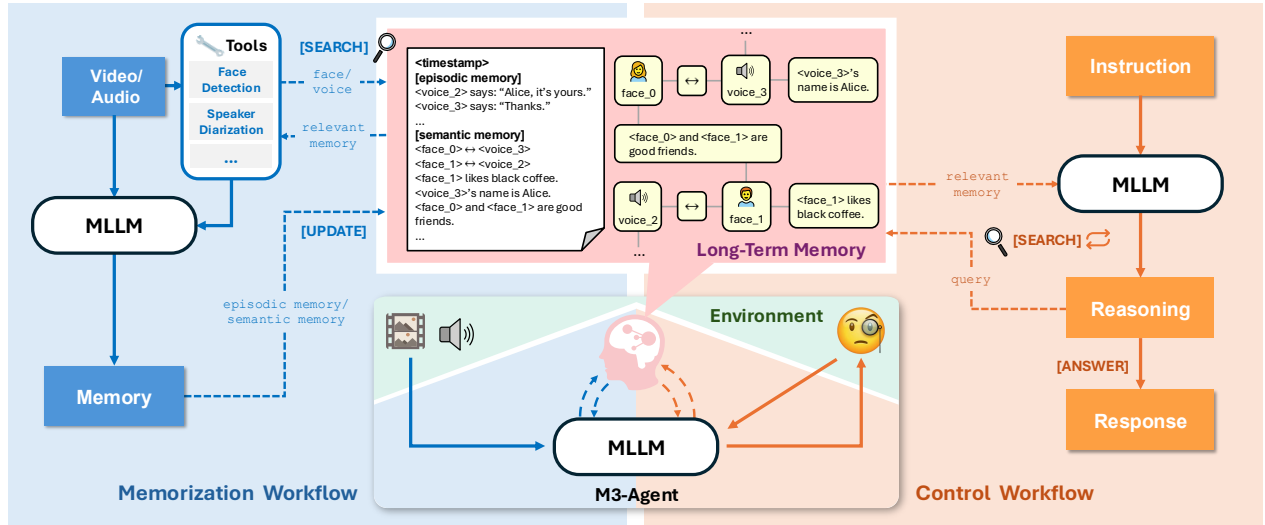 Video/
Audio
Tools
Face
Detection
Speaker
Diarization
...
MLLM
Memory
[SEARCH]
face/
voice
relevant
memory
[UPDATE]
episodic memory/
semantic memory
Memorization Workflow
<timestamp>
[episodic memory]
<voice_2> says: “Alice, it’s yours.”
<voice_3> says: “Thanks.”
...
[semantic memory]
<face_0> ↔ <voice_3>
<face_1> ↔ <voice_2>
<face_1> likes black coffee.
<voice_3>’s name is Alice.
<face_0> and <face_1> are good
friends.
...
...
face_0
↔
voice_3
<voice_3>’s
name is Alice.
<face_0> and <face_1> are
good friends.
voice_2
↔
face_1
<face_1> likes
black coffee.
...
Long-Term Memory
Environment
MLLM
M3-Agent
Instruction
relevant
memory
MLLM
[SEARCH]
query
Reasoning
[ANSWER]
Response
Control Workflow